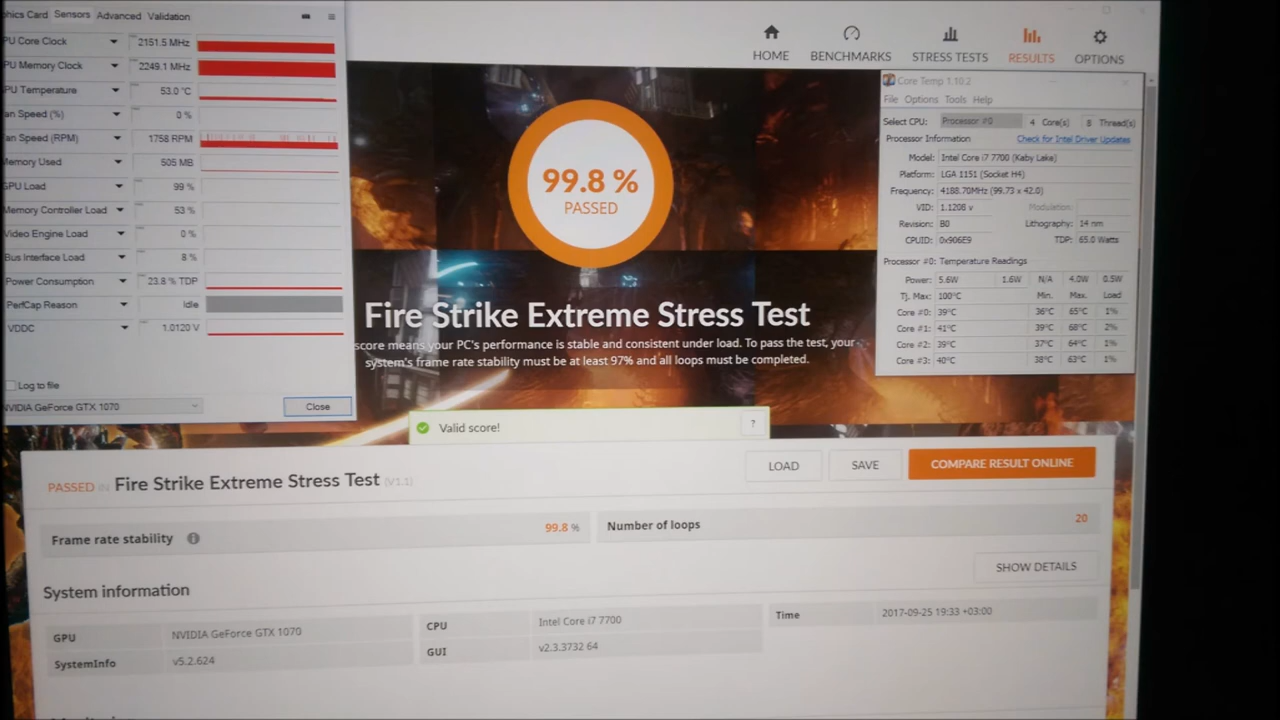 phics Card Sensors Advanced Validation
PU Core Clock 2151.5 MHz
PU Memory Clock 2249.1 MHz
PU Temperature 53.0 °C
an Speed (%) 0 %
an Speed (RPM) 1758 RPM
Memory Used 505 MB
GPU Load 99 %
Memory Controller Load 53 %
Video Engine Load 0 %
Bus Interface Load 8 %
Power Consumption 23.8 % TDP
PerfCap Reason Idle
VDDC 1.0120 V
Log to file
NVIDIA GeForce GTX 1070 Close
HOME BENCHMARKS STRESS TESTS RESULTS OPTIONS
99.8 %
PASSED
Fire Strike Extreme Stress Test
score means your PC's performance is stable and consistent under load. To pass the test, your
system's frame rate stability must be at least 97% and all loops must be completed.
Core Temp 1.10.2
File Options Tools Help
Select CPU: Processor #0 4 Core(s) 8 Thread(s)
Processor Information Check for Intel Driver Updates
Model: Intel Core i7 7700 (Kaby Lake)
Platform: LGA 1151 (Socket H4)
Frequency: 4188.70MHz (99.73 x 42.0)
VID: 1.1206 v Modulation:
Revision: B0 Lithography: 14 nm
CPUID: 0x906E9 TDP: 65.0 Watts
Processor #0: Temperature Readings
Power: 5.6W 1.6W N/A 4.0W 0.5W
Tj. Max: 100°C Min. Max. Load
Core #0: 39°C 36°C 65°C 1%
Core #1: 41°C 39°C 68°C 2%
Core #2: 39°C 37°C 64°C 1%
Core #3: 40°C 38°C 63°C 1%
Valid score! ?
PASSED IN Fire Strike Extreme Stress Test (V1.1) LOAD SAVE COMPARE RESULT ONLINE
Frame rate stability 99.8 % Number of loops 20
SHOW DETAILS
System information
GPU NVIDIA GeForce GTX 1070 CPU Intel Core i7 7700 Time 2017-09-25 19:33 +03:00
SystemInfo v5.2.624 GUI v2.3.3732 64